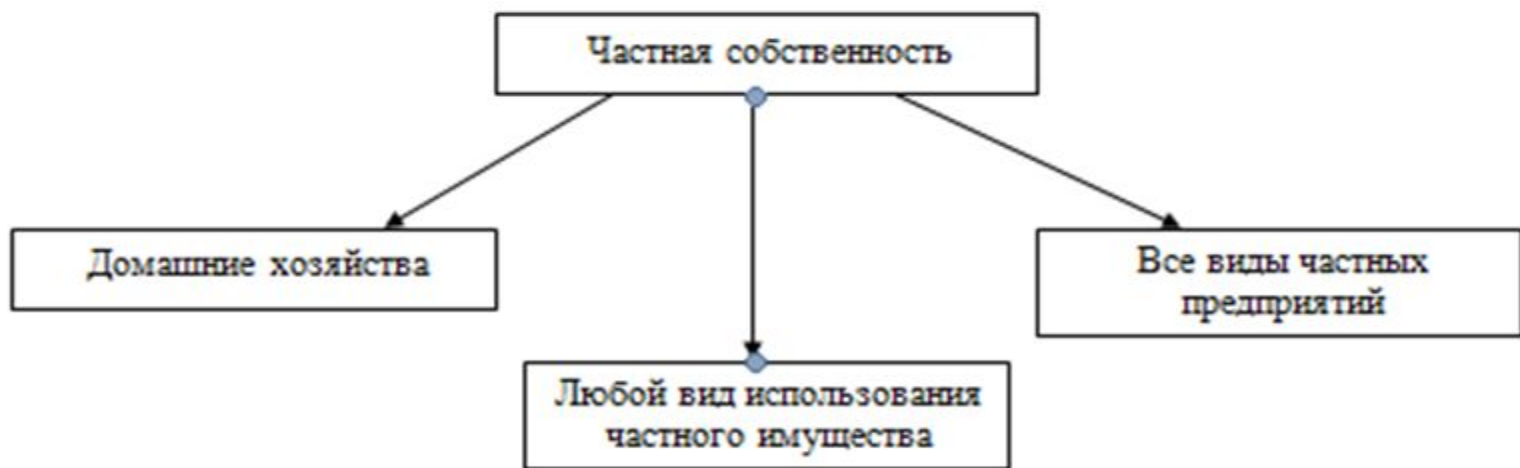 Частная собственность
Домашние хозяйства
Все виды частных
предприятий
Любой вид использования
частного имущества